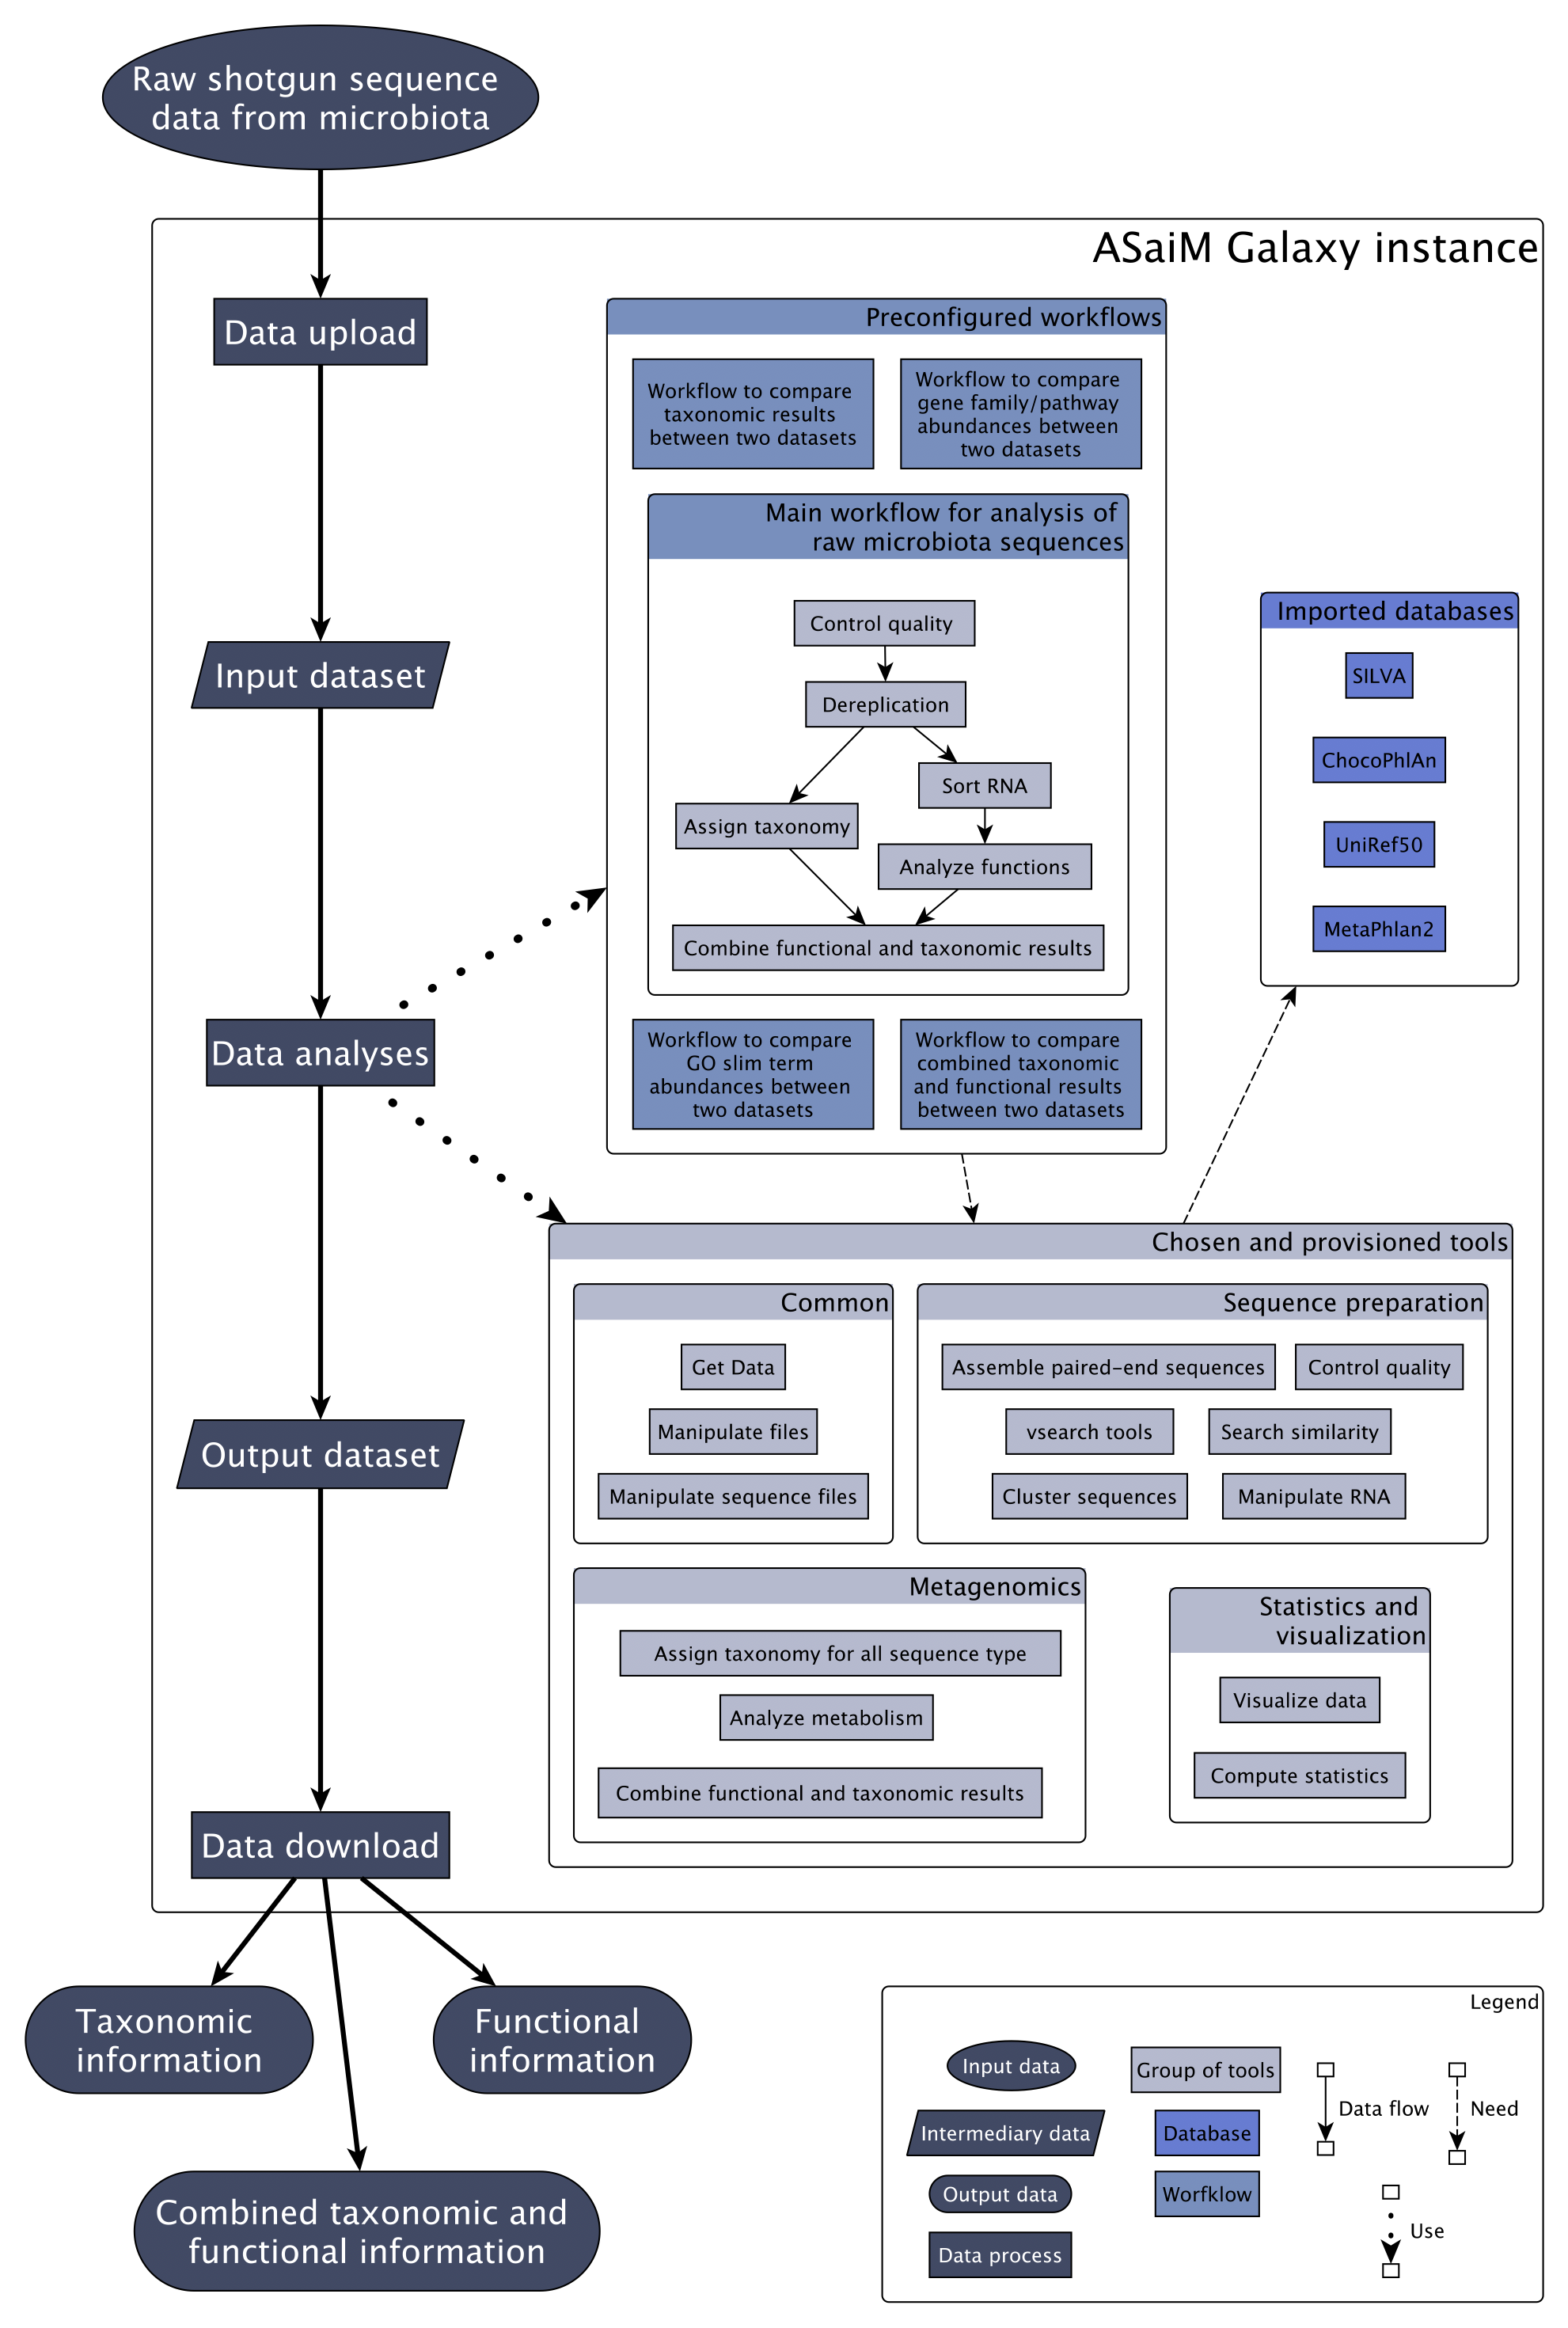 Raw shotgun sequence
data from microbiota
ASaiM Galaxy instance
Data upload
Input dataset
Data analyses
Output dataset
Data download
Preconfigured workflows
Workflow to compare
taxonomic results
between two datasets
Workflow to compare
gene family/pathway
abundances between
two datasets
Main workflow for analysis of
raw microbiota sequences
Control quality
Dereplication
Sort RNA
Assign taxonomy
Analyze functions
Combine functional and taxonomic results
Workflow to compare
GO slim term
abundances between
two datasets
Workflow to compare
combined taxonomic
and functional results
between two datasets
Imported databases
SILVA
ChocoPhlAn
UniRef50
MetaPhlan2
Chosen and provisioned tools
Common
Get Data
Manipulate files
Manipulate sequence files
Sequence preparation
Assemble paired-end sequences
Control quality
vsearch tools
Search similarity
Cluster sequences
Manipulate RNA
Metagenomics
Assign taxonomy for all sequence type
Analyze metabolism
Combine functional and taxonomic results
Statistics and
visualization
Visualize data
Compute statistics
Taxonomic
information
Functional
information
Combined taxonomic and
functional information
Legend
Input data
Intermediary data
Output data
Data process
Group of tools
Database
Worfklow
Data flow
Need
Use